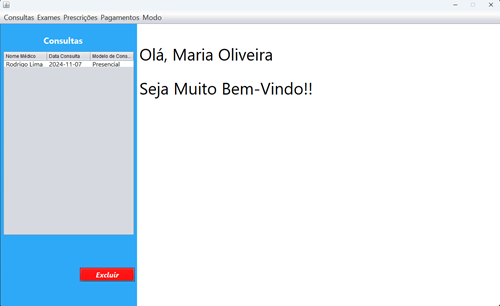 Consultas Exames Prescrições Pagamentos Modo
Consultas
Nome Médico Data Consulta Modelo de Cons...
Rodrigo Lima 2024-11-07 Presencial
Excluir
Olá, Maria Oliveira
Seja Muito Bem-Vindo!!